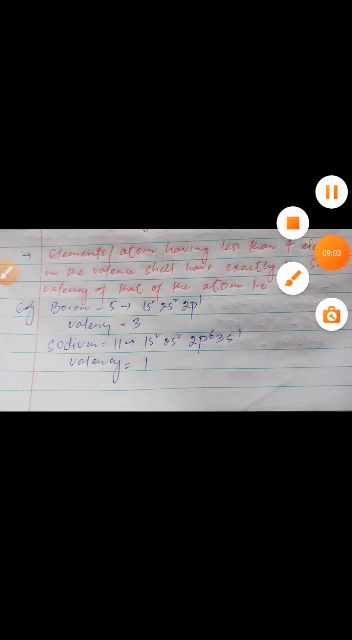 → Elements/ atom having less than 4
in the valence shell have exactly
valency of that of the atom i.e
Boron - 5 → 1s² 2s² 2p¹
valency = 3
Sodium = 11 → 1s² 2s² 2p⁶ 3s¹
valency = 1
09:03